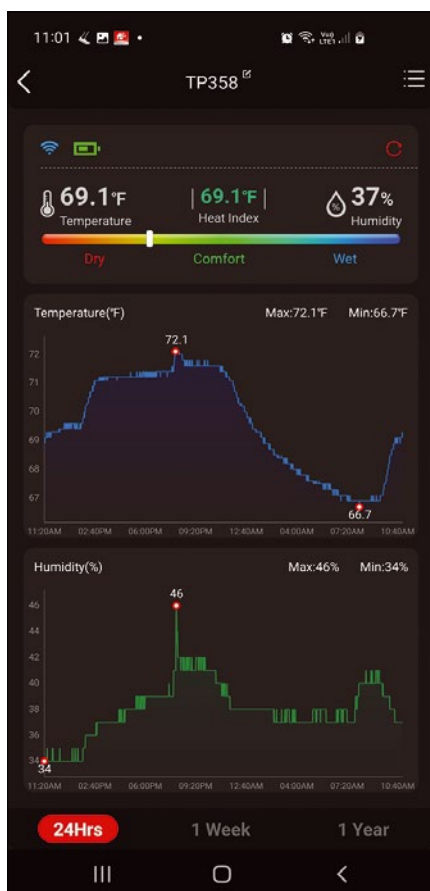 11:01
Vo)) LTE1
TP358
69.1°F
Temperature
| 69.1°F |
Heat Index
37%
Humidity
Dry Comfort Wet
Temperature(°F) Max:72.1°F Min:66.7°F
72.1
72
71
70
69
68
67
66.7
11:20AM 02:40PM 06:00PM 09:20PM 12:40AM 04:00AM 07:20AM 10:40AM
Humidity(%) Max:46% Min:34%
46
46
44
42
40
38
36
34
34
11:20AM 02:40PM 06:00PM 09:20PM 12:40AM 04:00AM 07:20AM 10:40AM
24Hrs 1 Week 1 Year